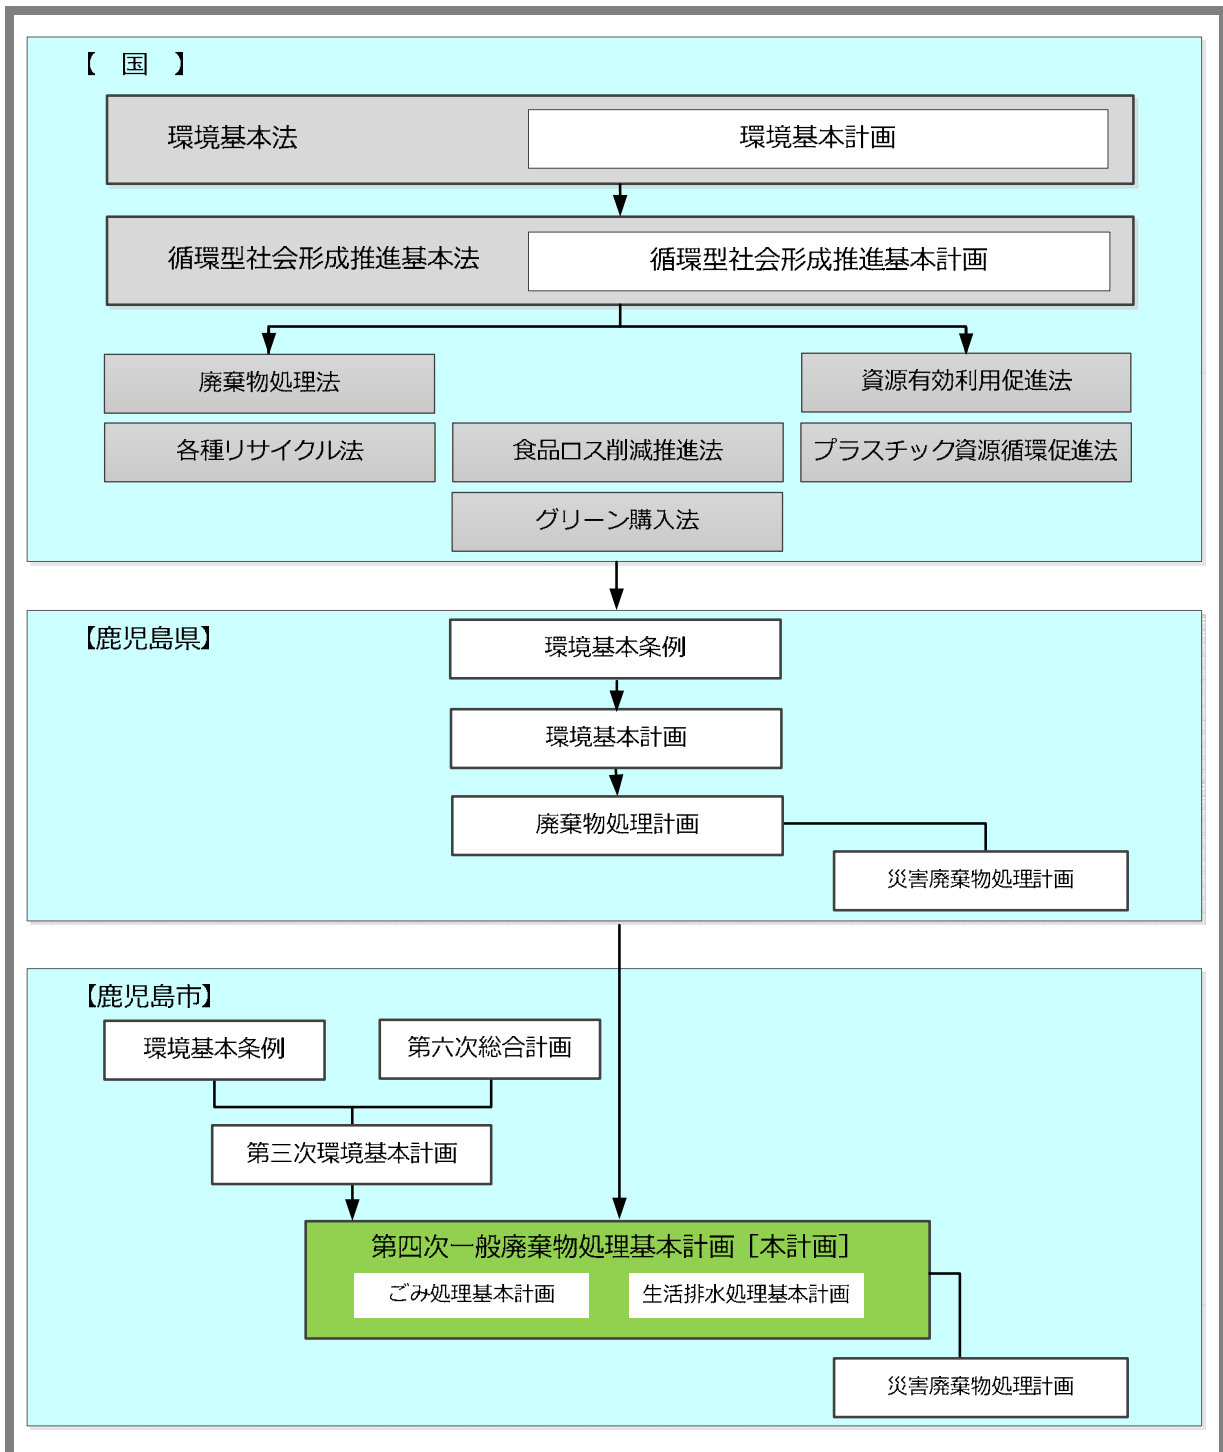 【　国　】
環境基本法
環境基本計画
循環型社会形成推進基本法
循環型社会形成推進基本計画
廃棄物処理法
資源有効利用促進法
各種リサイクル法
食品ロス削減推進法
プラスチック資源循環促進法
グリーン購入法
【鹿児島県】
環境基本条例
環境基本計画
廃棄物処理計画
災害廃棄物処理計画
【鹿児島市】
環境基本条例
第六次総合計画
第三次環境基本計画
第四次一般廃棄物処理基本計画［本計画］
ごみ処理基本計画
生活排水処理基本計画
災害廃棄物処理計画